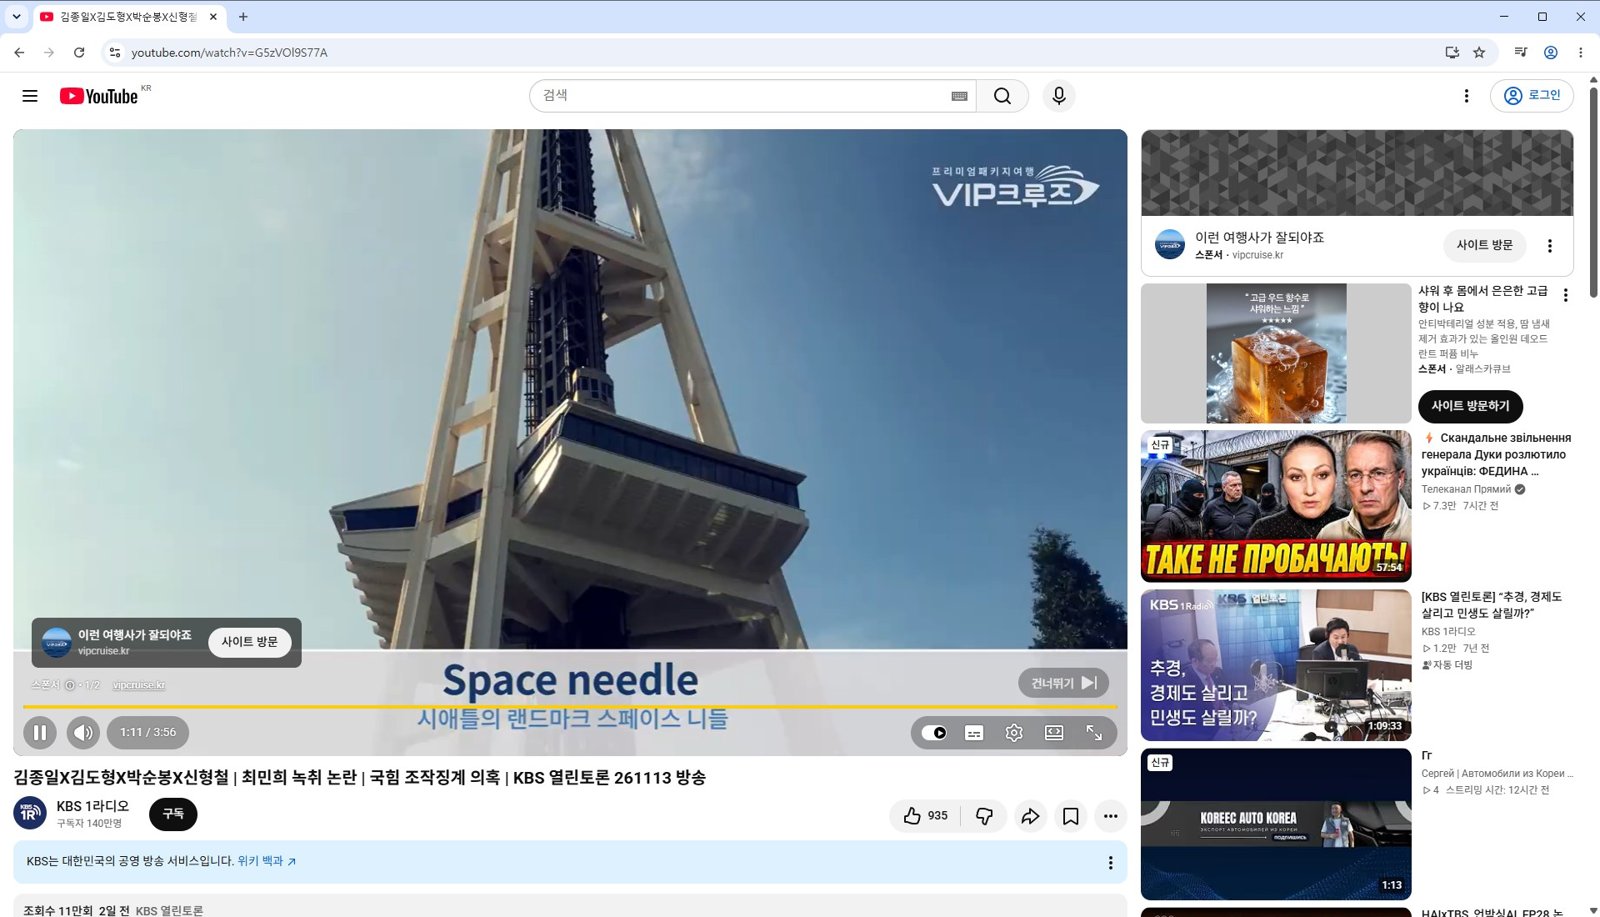 김종일X김도형X박순봉X신형철
youtube.com/watch?v=G5zVOl9S77A
YouTube KR
검색
로그인
프리미엄패키지여행
VIP크루즈
이런 여행사가 잘되야죠
vipcruise.kr
사이트 방문
스폰서 · 1/2 vipcruise.kr
Space needle
시애틀의 랜드마크 스페이스 니들
건너뛰기
1:11 / 3:56
김종일X김도형X박순봉X신형철 | 최민희 녹취 논란 | 국힘 조작징계 의혹 | KBS 열린토론 261113 방송
KBS 1R
KBS 1라디오
구독자 140만명
구독
935
KBS는 대한민국의 공영 방송 서비스입니다. 위키 백과
조회수 11만회 2일 전 KBS 열린토론
이런 여행사가 잘되야죠
스폰서 · vipcruise.kr
사이트 방문
“ 고급 우드 향수로
샤워하는 느낌 ”
★★★★★
샤워 후 몸에서 은은한 고급
향이 나요
안티박테리얼 성분 적용, 땀 냄새
제거 효과가 있는 올인원 데오드
란트 퍼퓸 비누
스폰서 · 알래스카큐브
사이트 방문하기
신규
ТАКЕ НЕ ПРОБАЧАЮТЬ!
57:54
Скандальне звільнення
генерала Дуки розлютило
українців: ФЕДИНА ...
Телеканал Прямий
7.3만 7시간 전
KBS 1Radio
KBS 열린토론
추경,
경제도 살리고
민생도 살릴까?
1:09:33
[KBS 열린토론] “추경, 경제도
살리고 민생도 살릴까?”
KBS 1라디오
1.2만 7년 전
자동 더빙
신규
KOREEC AUTO KOREA
ЭКСПОРТ АВТОМОБИЛЕЙ ИЗ КОРЕИ
ПОДПИШИСЬ
1:13
Гг
Сергей | Автомобили из Кореи ...
4 스트리밍 시간: 12시간 전